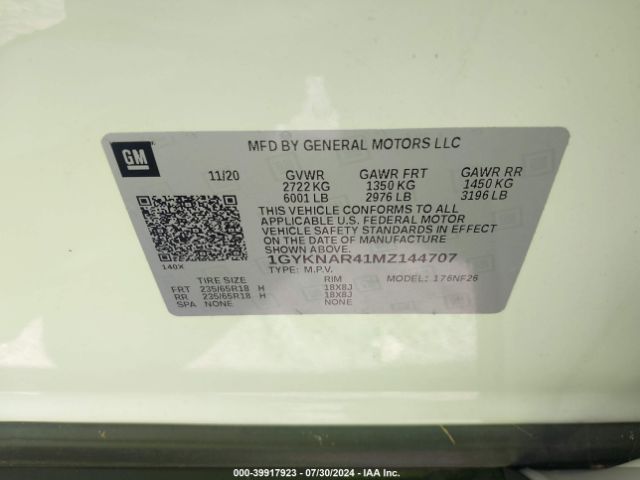 GM
MFD BY GENERAL MOTORS LLC
11/20 GVWR GAWR FRT GAWR RR
2722 KG 1350 KG 1450 KG
6001 LB 2976 LB 3196 LB
THIS VEHICLE CONFORMS TO ALL
APPLICABLE U.S. FEDERAL MOTOR
VEHICLE SAFETY STANDARDS IN EFFECT
ON THE DATE OF MANUFACTURE
SHOWN ABOVE.
140X
1GYKNAR41MZ144707
TYPE: M.P.V. MODEL: 176NF26
TIRE SIZE RIM
FRT 235/65R18 H 18X8J
RR 235/65R18 H 18X8J
SPA NONE NONE
000-39917923 - 07/30/2024 - IAA Inc.